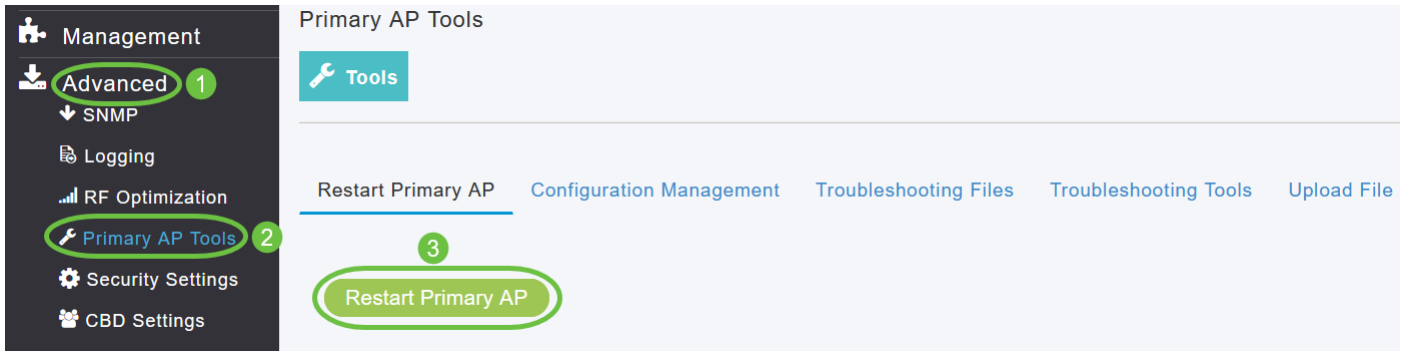 Management
Advanced 1
SNMP
Logging
RF Optimization
Primary AP Tools 2
Security Settings
CBD Settings
Primary AP Tools
Tools
Restart Primary AP Configuration Management Troubleshooting Files Troubleshooting Tools Upload File
3
Restart Primary AP